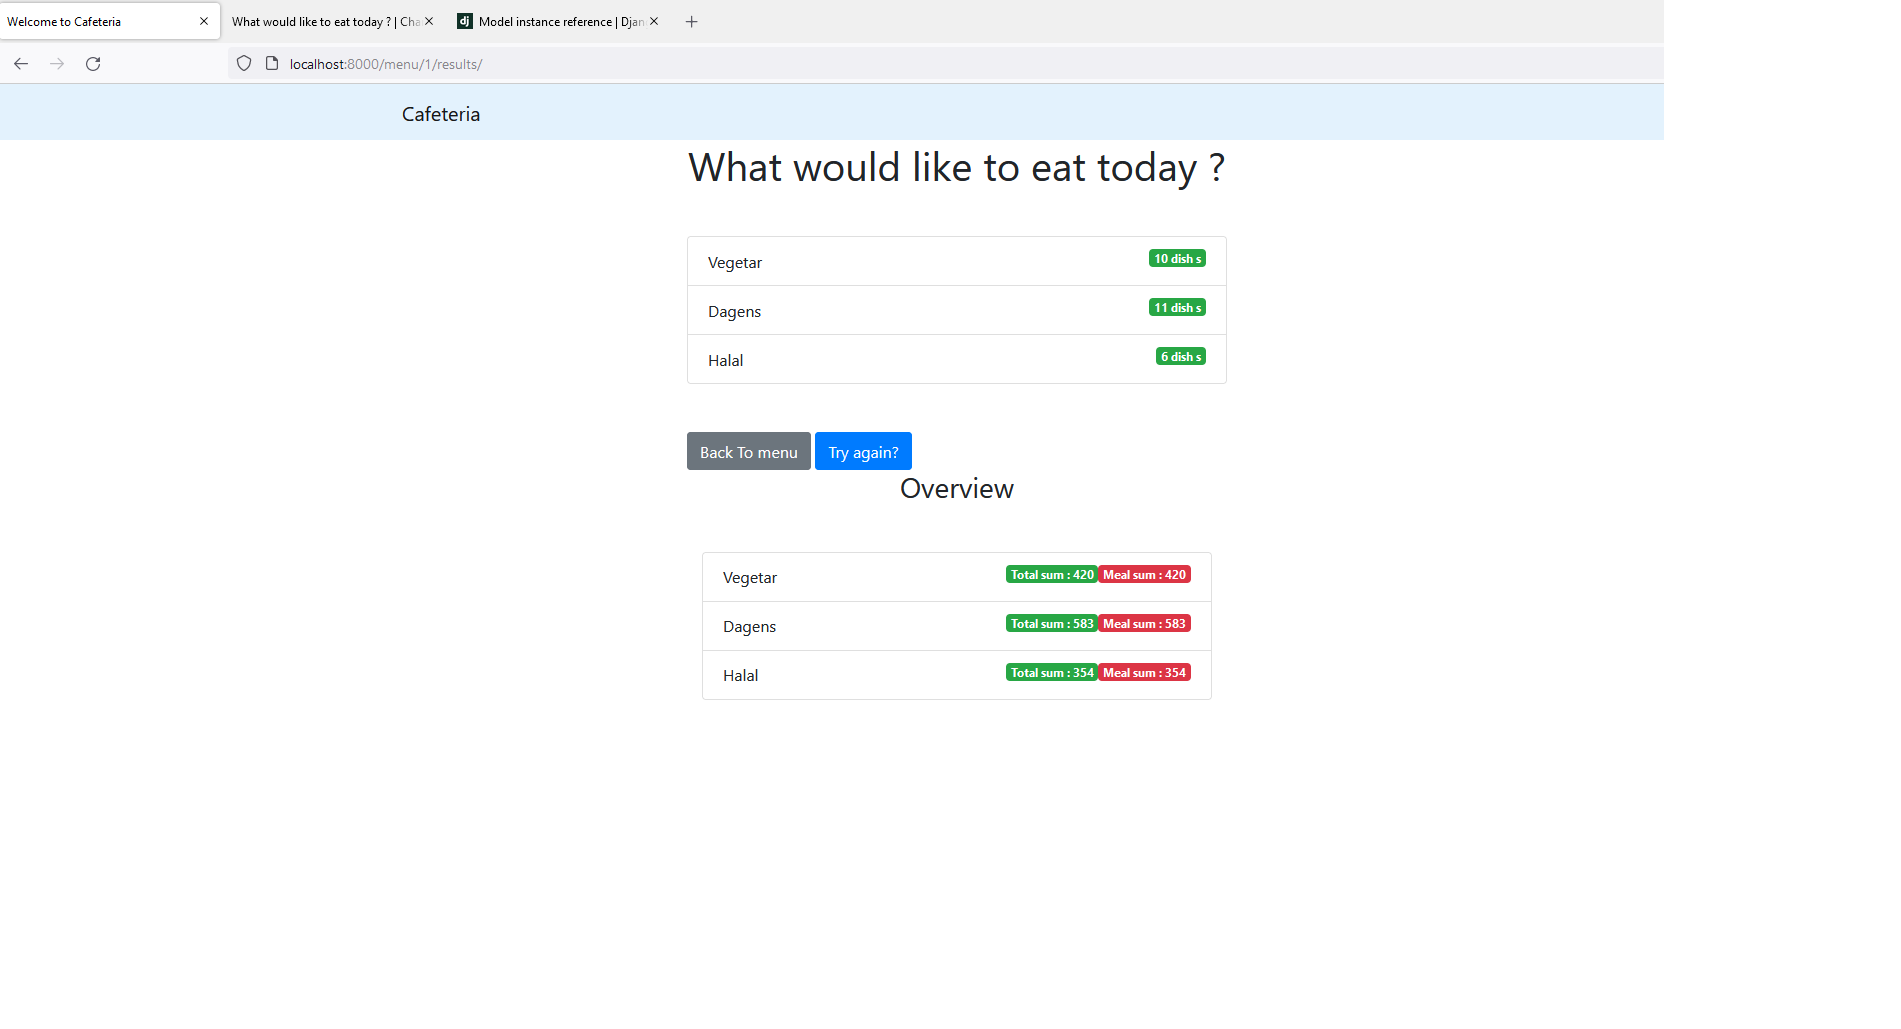 Welcome to Cafeteria
What would like to eat today ? | Cha
dj Model instance reference | Djan
localhost:8000/menu/1/results/
Cafeteria
What would like to eat today ?
Vegetar 10 dish s
Dagens 11 dish s
Halal 6 dish s
Back To menu Try again?
Overview
Vegetar Total sum : 420 Meal sum : 420
Dagens Total sum : 583 Meal sum : 583
Halal Total sum : 354 Meal sum : 354